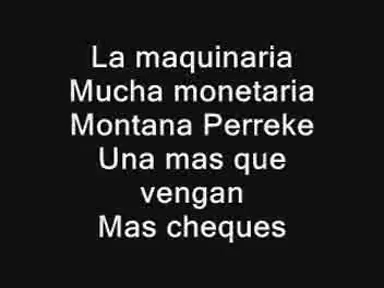 La maquinaria
Mucha monetaria
Montana Perreke
Una mas que
vengan
Mas cheques